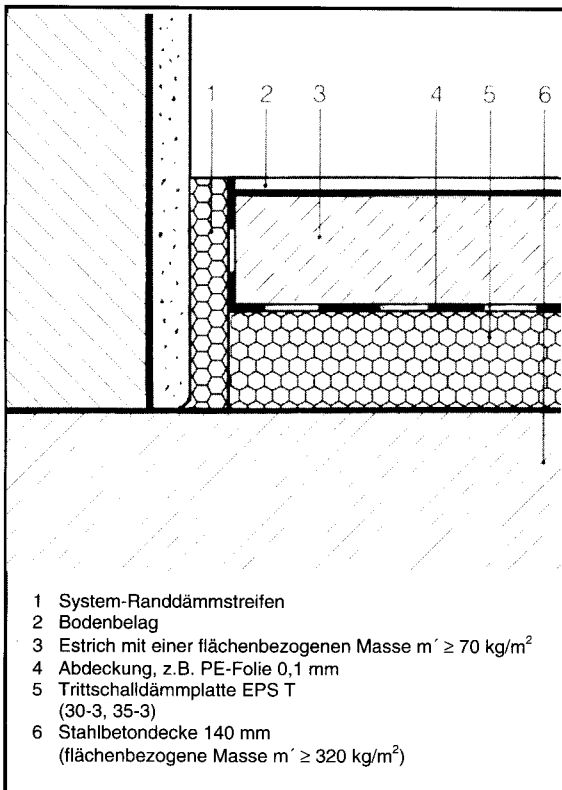 1 2 3 4 5 6
1 System-Randdämmstreifen
2 Bodenbelag
3 Estrich mit einer flächenbezogenen Masse m´ ≥ 70 kg/m²
4 Abdeckung, z.B. PE-Folie 0,1 mm
5 Trittschalldämmplatte EPS T
(30-3, 35-3)
6 Stahlbetondecke 140 mm
(flächenbezogene Masse m´ ≥ 320 kg/m²)